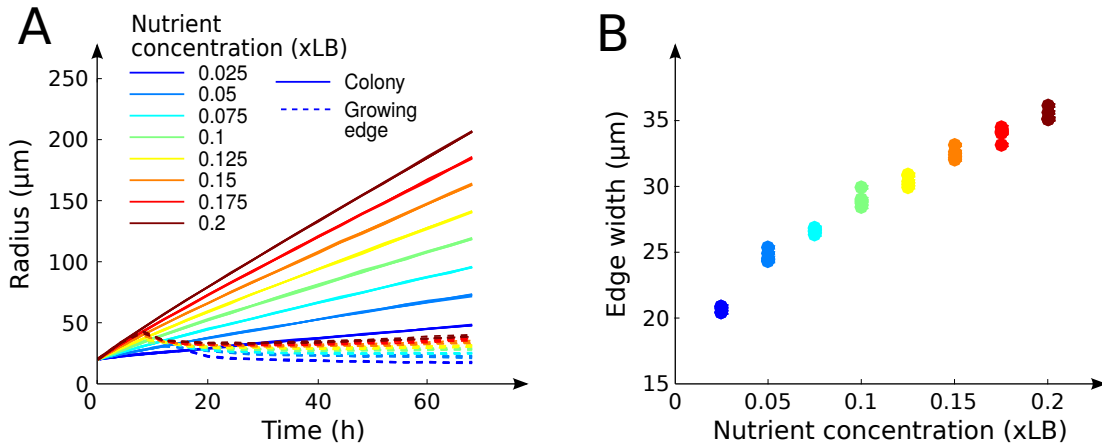 A
Nutrient
concentration (xLB)
0.025
0.05
0.075
0.1
0.125
0.15
0.175
0.2
Colony
Growing
edge
250
200
150
100
50
0
Radius (μm)
0
20
40
60
Time (h)
B
35
30
25
20
15
Edge width (μm)
0
0.05
0.1
0.15
0.2
Nutrient concentration (xLB)